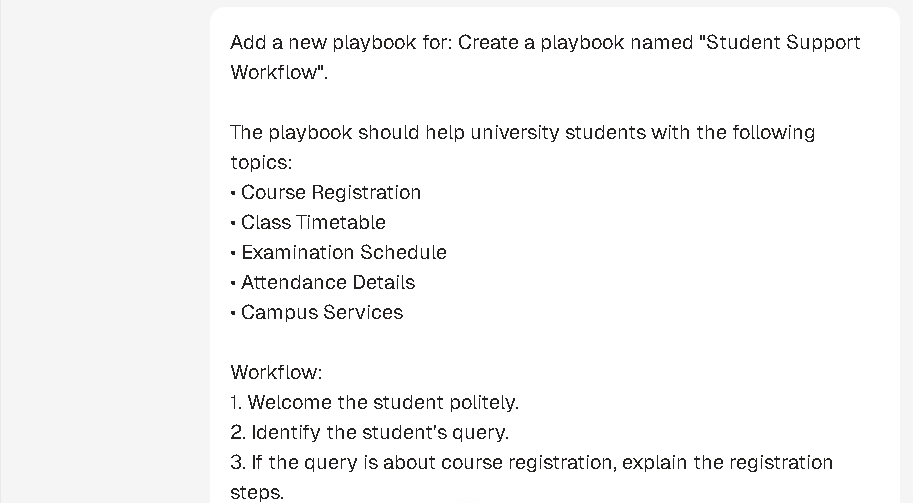 Add a new playbook for: Create a playbook named "Student Support
Workflow".
The playbook should help university students with the following
topics:
• Course Registration
• Class Timetable
• Examination Schedule
• Attendance Details
• Campus Services
Workflow:
1. Welcome the student politely.
2. Identify the student's query.
3. If the query is about course registration, explain the registration
steps.